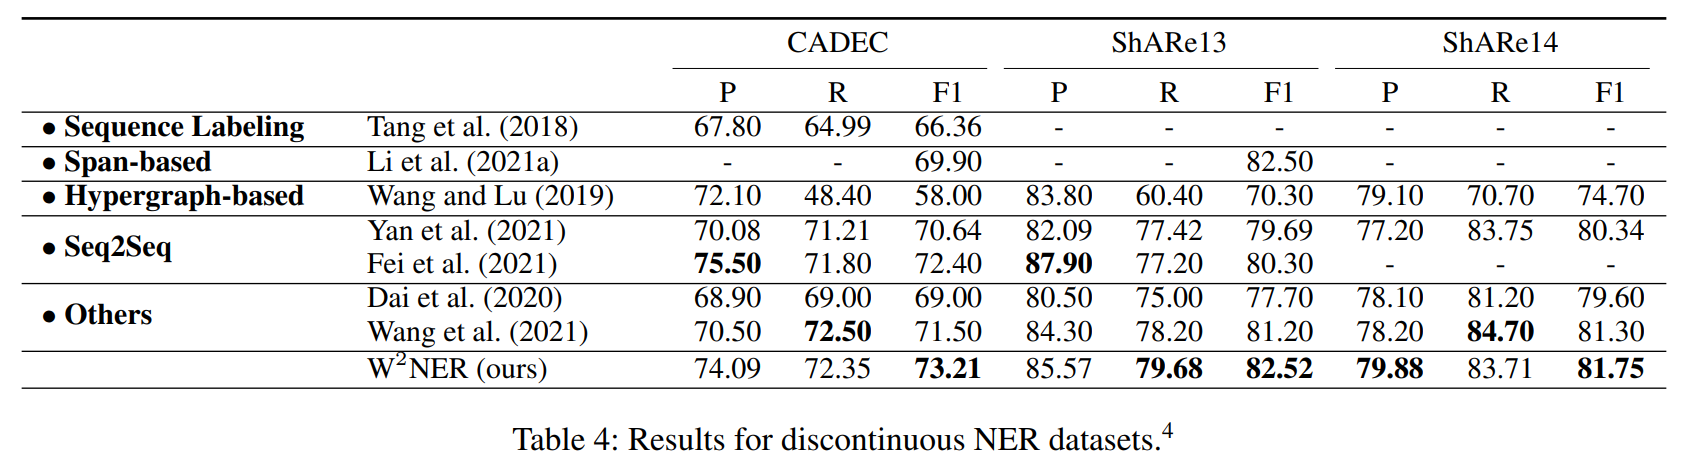 CADEC ShARe13 ShARe14
P R F1 P R F1 P R F1
• Sequence Labeling Tang et al. (2018) 67.80 64.99 66.36 - - - - - -
• Span-based Li et al. (2021a) - - 69.90 - - 82.50 - - -
• Hypergraph-based Wang and Lu (2019) 72.10 48.40 58.00 83.80 60.40 70.30 79.10 70.70 74.70
• Seq2Seq Yan et al. (2021) 70.08 71.21 70.64 82.09 77.42 79.69 77.20 83.75 80.34
Fei et al. (2021) 75.50 71.80 72.40 87.90 77.20 80.30 - - -
• Others Dai et al. (2020) 68.90 69.00 69.00 80.50 75.00 77.70 78.10 81.20 79.60
Wang et al. (2021) 70.50 72.50 71.50 84.30 78.20 81.20 78.20 84.70 81.30
W²NER (ours) 74.09 72.35 73.21 85.57 79.68 82.52 79.88 83.71 81.75
Table 4: Results for discontinuous NER datasets.⁴